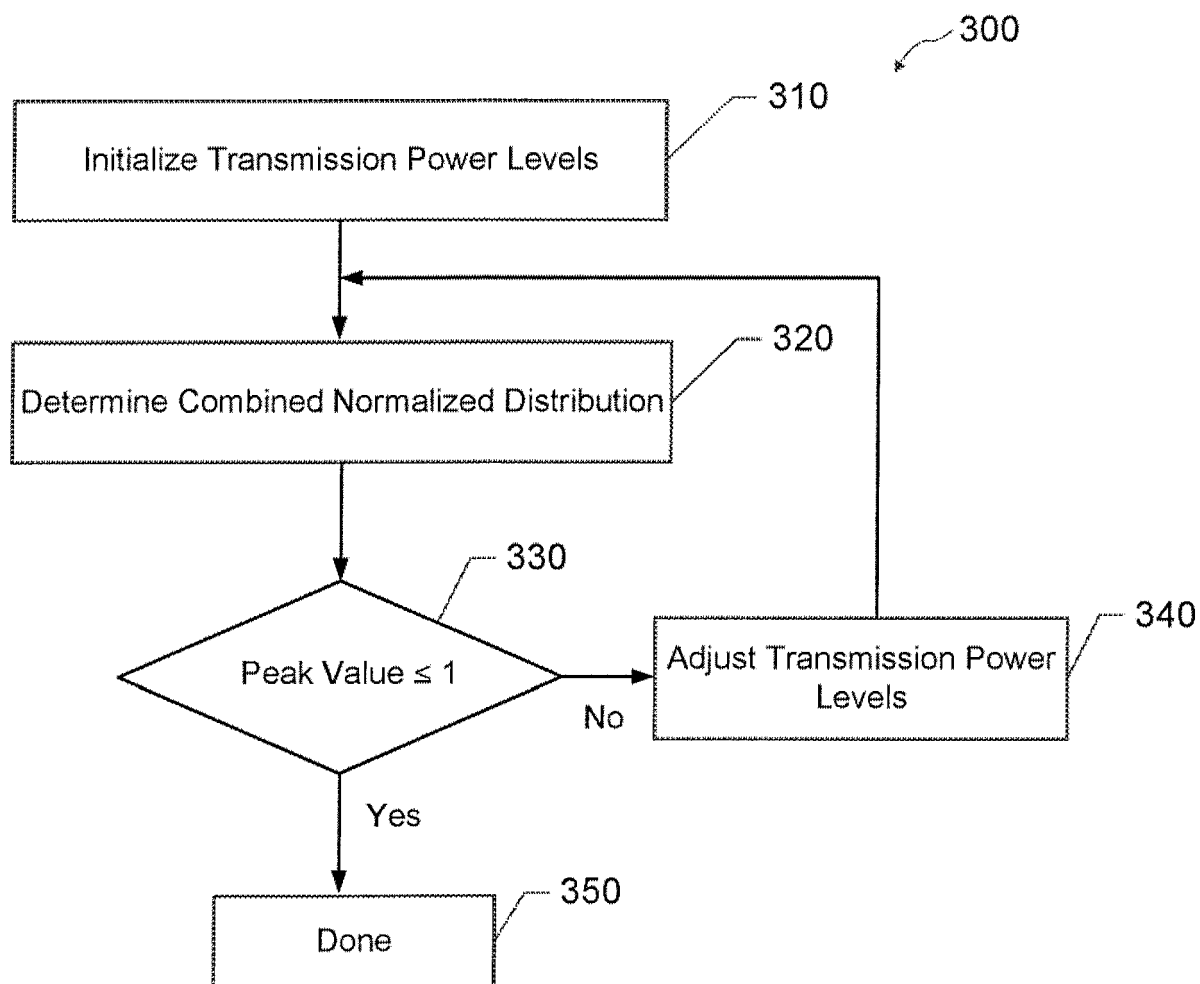 300
310
Initialize Transmission Power Levels
320
Determine Combined Normalized Distribution
330
Peak Value ≤ 1
No
340
Adjust Transmission Power
Levels
Yes
350
Done